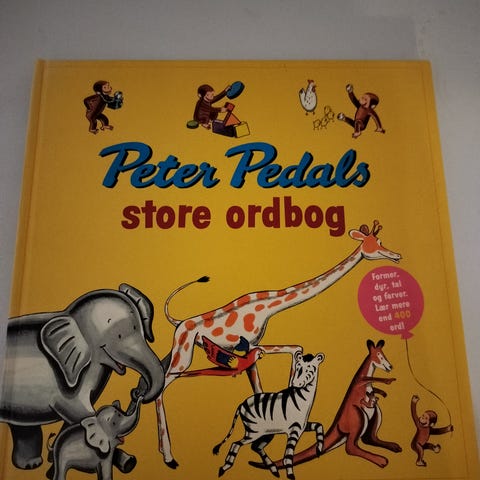 Peter Pedals
store ordbog
Former,
dyr, tal
og farver.
Lær mere
end 400
ord!